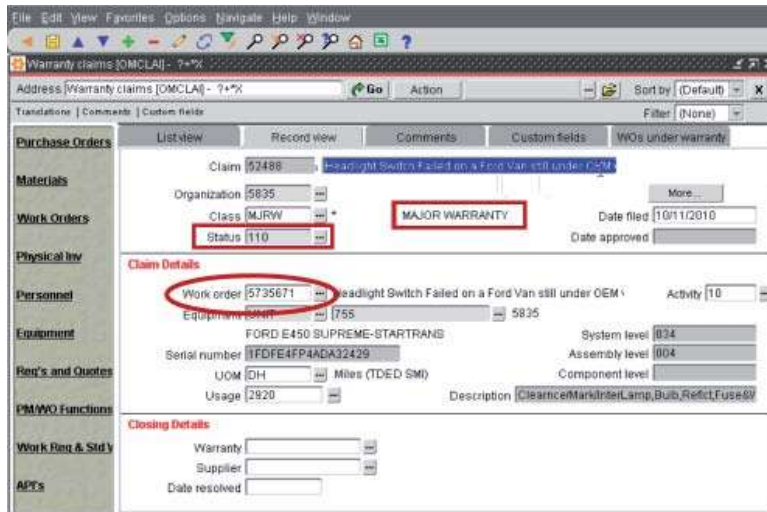 File Edit View Favorites Options Navigate Help Window
?
Warranty claims [OMCLAI] - ?+*X
Address Warranty claims [OMCLAI] - ?+*X Go Action Sort by (Default) X
Translations | Comments | Custom fields Filter (None)
Purchase Orders
Materials
Work Orders
Physical Inv
Personnel
Equipment
Req's and Quotes
PM/WO Functions
Work Req & Std
API's
List view Record view Comments Custom fields WOs under warranty
Claim 52488 Headlight Switch Failed on a Ford Van still under OEM
Organization 5835 More...
Class MJRW * MAJOR WARRANTY Date filed 10/11/2010
Status 110 Date approved
Claim Details
Work order 5735671 Headlight Switch Failed on a Ford Van still under OEM Activity 10
Equipment UNIT 755 5835
FORD E450 SUPREME-STARTRANS System level 034
Serial number 1FDFE4FP4ADA32429 Assembly level 004
UOM DH Miles (TDED SMI) Component level
Usage 2920 Description Clearnce/Mark/InterLamp,Bulb,Reflct,Fuse&W
Closing Details
Warranty
Supplier
Date resolved